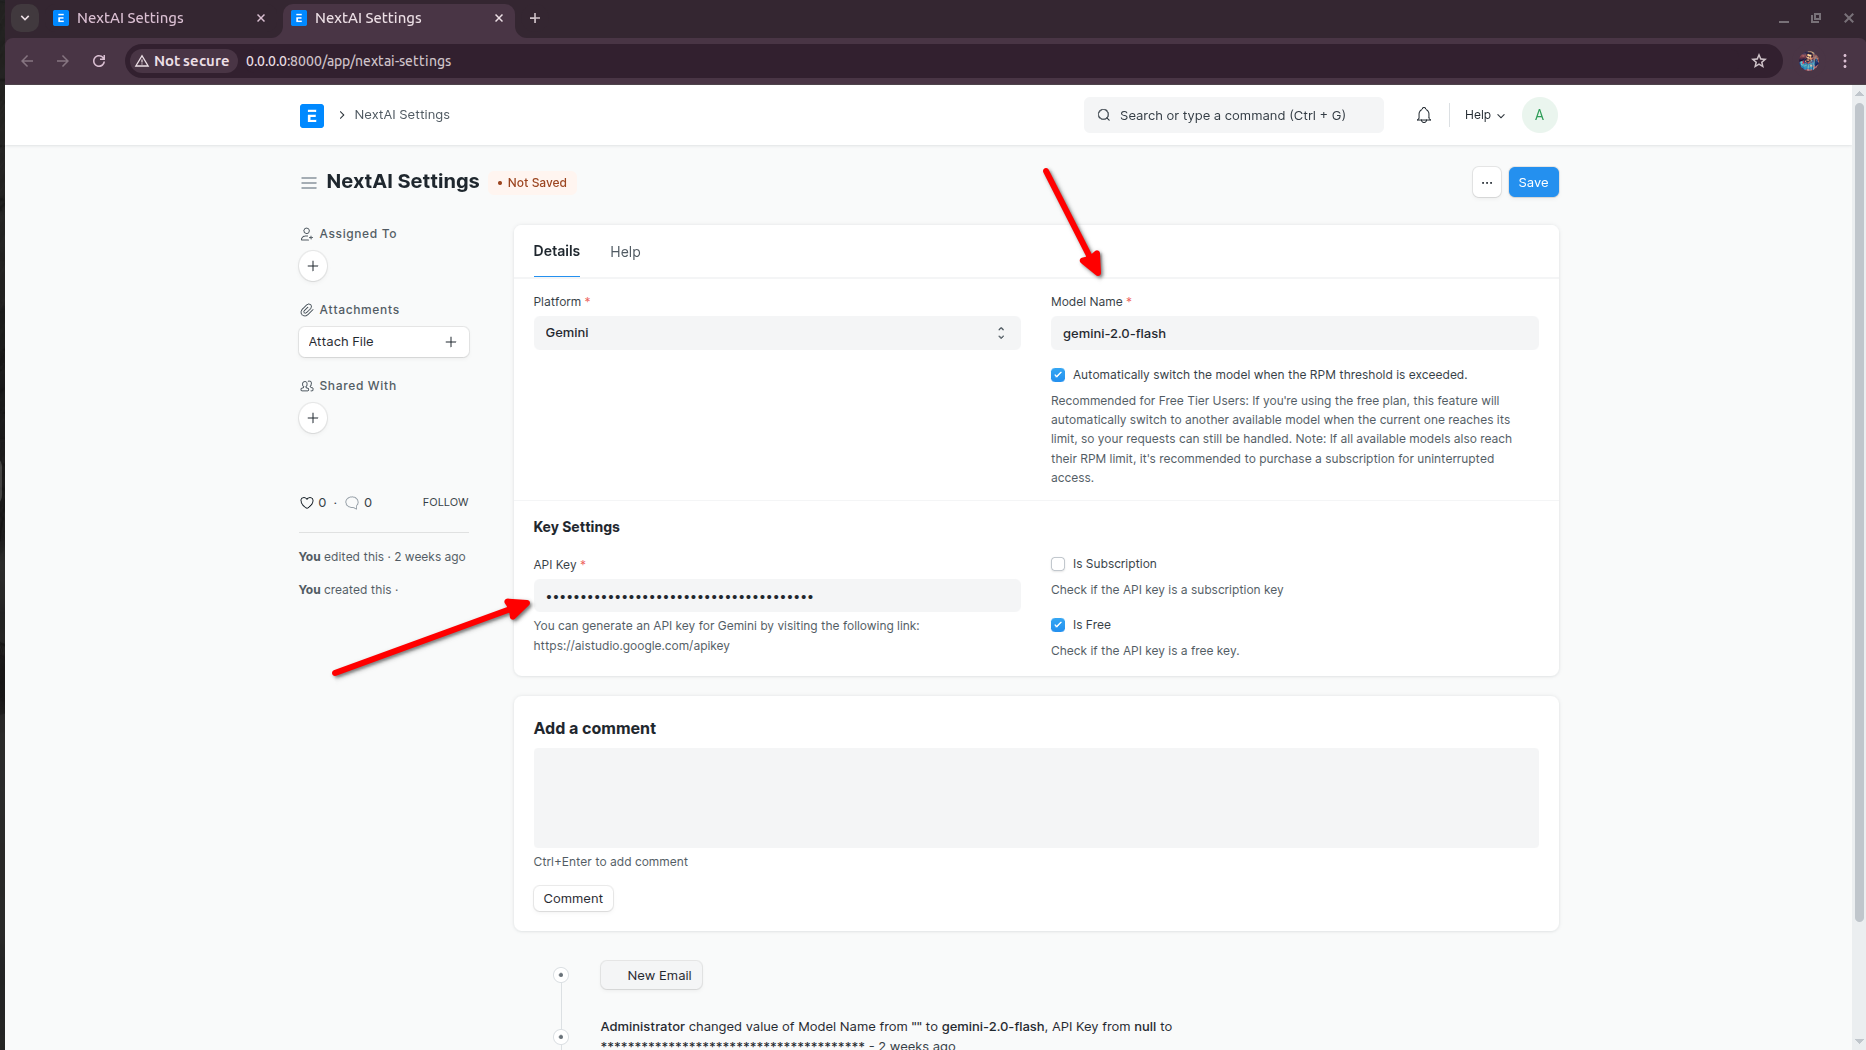 NextAI Settings
NextAI Settings
Not secure
0.0.0.0:8000/app/nextai-settings
E
NextAI Settings
Search or type a command (Ctrl + G)
Help
A
NextAI Settings
Not Saved
Save
Assigned To
Attachments
Attach File
Shared With
0 · 0
FOLLOW
You edited this · 2 weeks ago
You created this ·
Details
Help
Platform *
Gemini
Model Name *
gemini-2.0-flash
Automatically switch the model when the RPM threshold is exceeded.
Recommended for Free Tier Users: If you're using the free plan, this feature will
automatically switch to another available model when the current one reaches its
limit, so your requests can still be handled. Note: If all available models also reach
their RPM limit, it's recommended to purchase a subscription for uninterrupted
access.
Key Settings
API Key *
•••••••••••••••••••••••••••••••••••••••
You can generate an API key for Gemini by visiting the following link:
https://aistudio.google.com/apikey
Is Subscription
Check if the API key is a subscription key
Is Free
Check if the API key is a free key.
Add a comment
Ctrl+Enter to add comment
Comment
New Email
Administrator changed value of Model Name from "" to gemini-2.0-flash, API Key from null to
*************************************** - 2 weeks ago